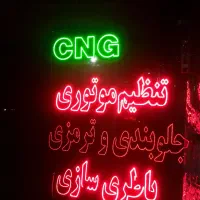 CNG
تنظیم موتوری
جلوبندی و ترمزی
باطری سازی